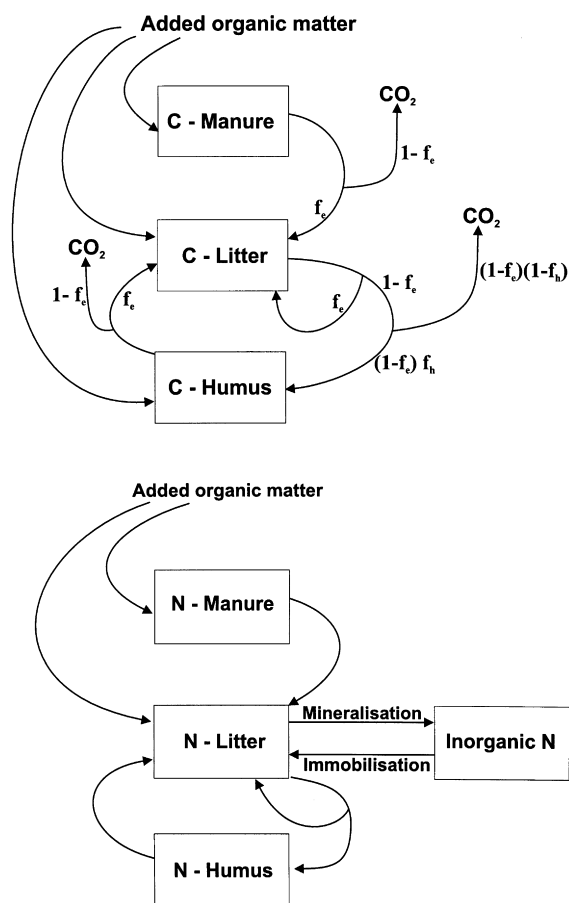 Added organic matter
C - Manure
CO₂
1- fₑ
fₑ
C - Litter
CO₂
1- fₑ
fₑ
CO₂
(1-fₑ)(1-fₕ)
1- fₑ
fₑ
(1-fₑ) fₕ
C - Humus
Added organic matter
N - Manure
N - Litter
Mineralisation
Immobilisation
Inorganic N
N - Humus